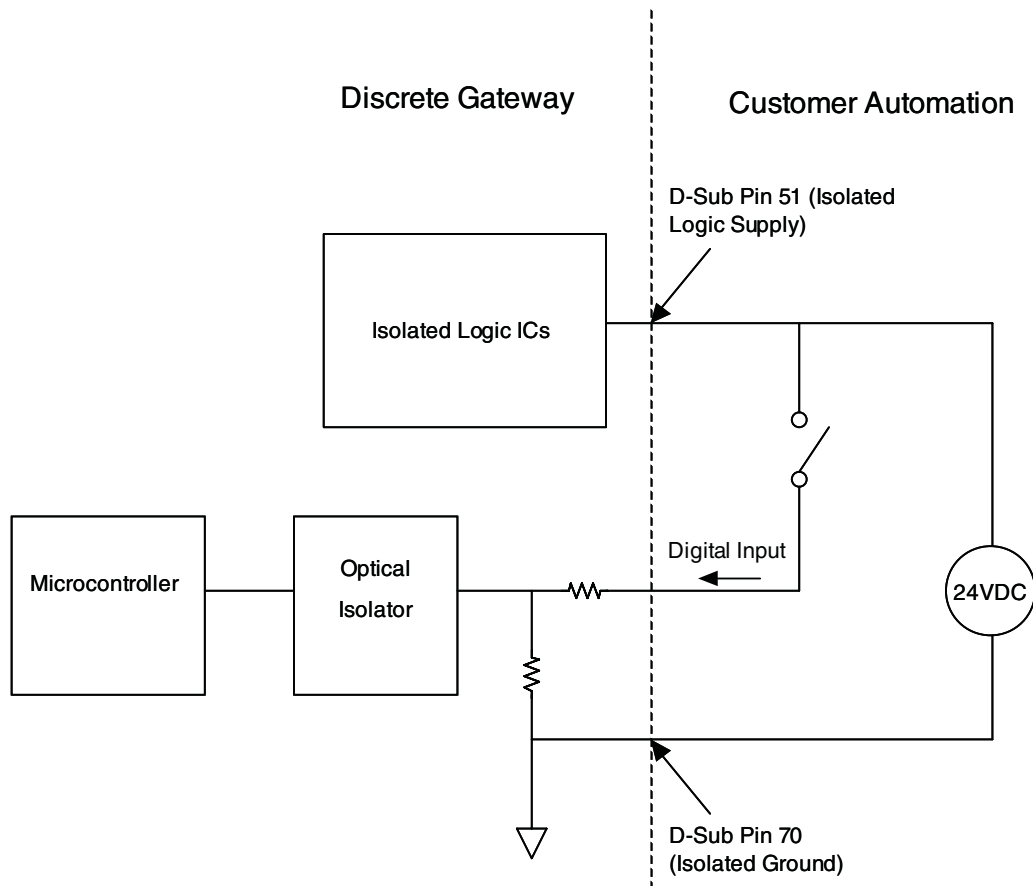 Discrete Gateway
Customer Automation
D-Sub Pin 51 (Isolated
Logic Supply)
Isolated Logic ICs
Digital Input
Microcontroller
Optical
Isolator
24VDC
D-Sub Pin 70
(Isolated Ground)